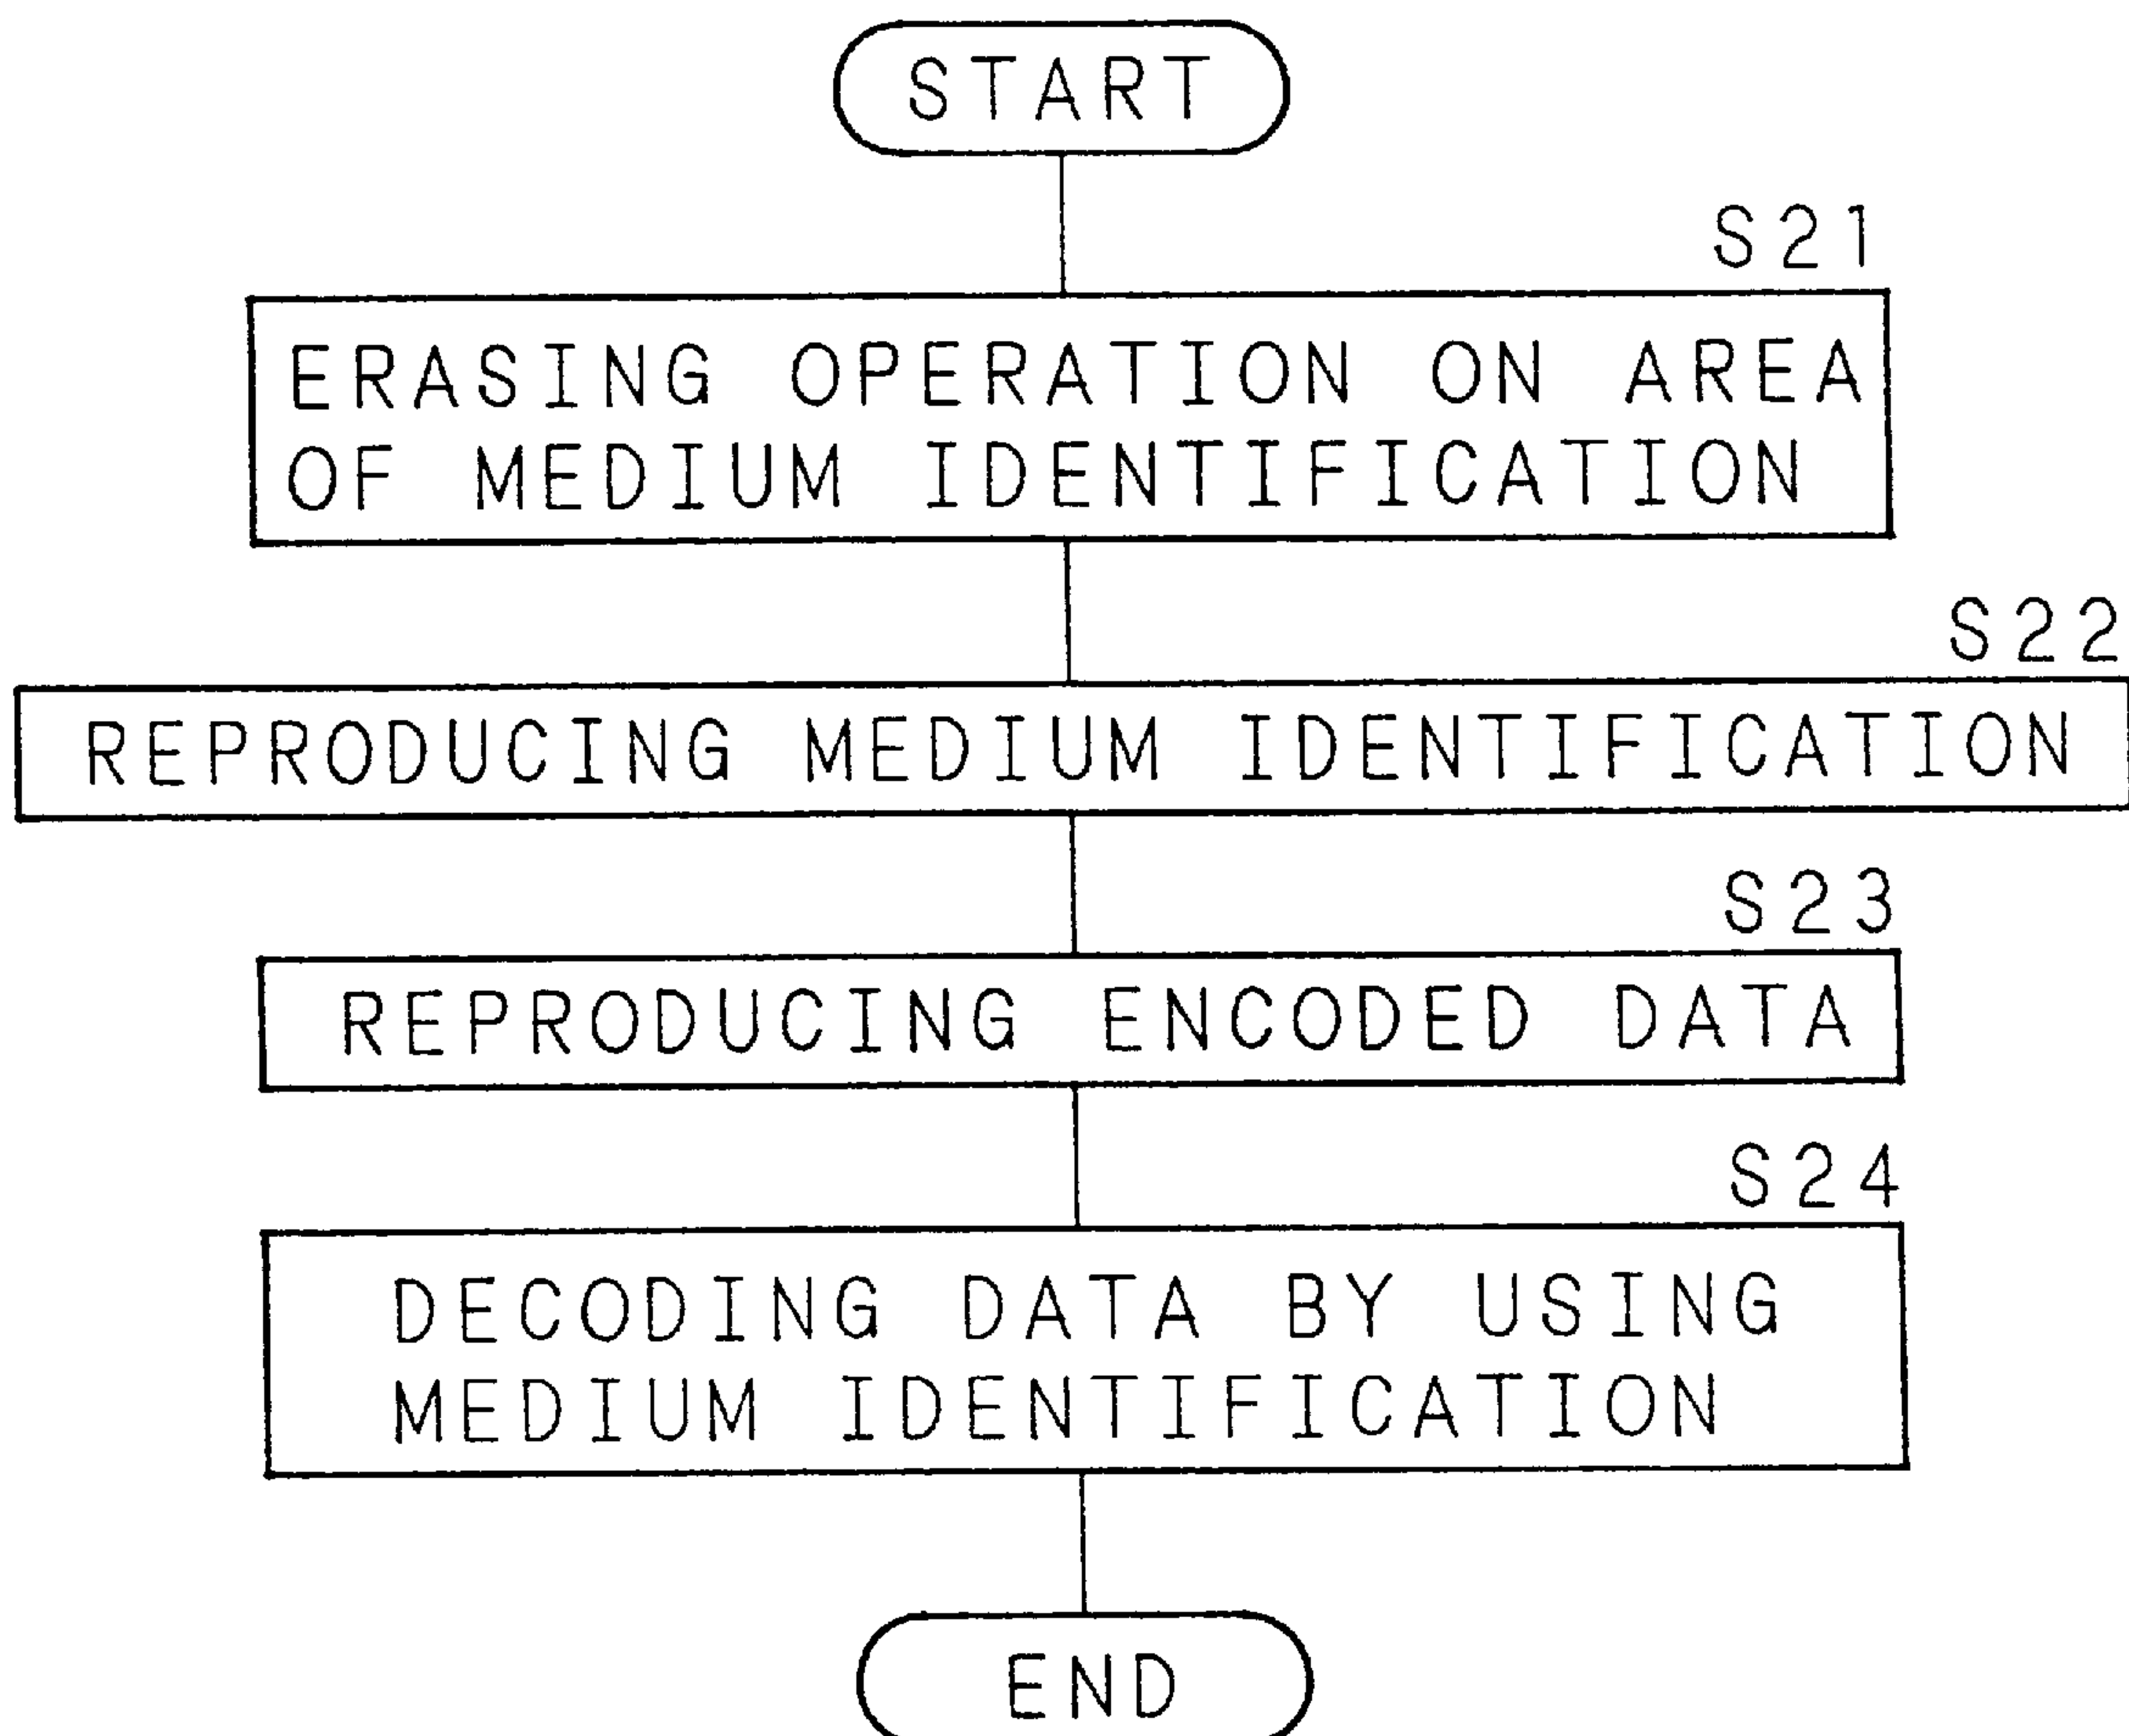 START
S21
ERASING OPERATION ON AREA
OF MEDIUM IDENTIFICATION
S22
REPRODUCING MEDIUM IDENTIFICATION
S23
REPRODUCING ENCODED DATA
S24
DECODING DATA BY USING
MEDIUM IDENTIFICATION
END